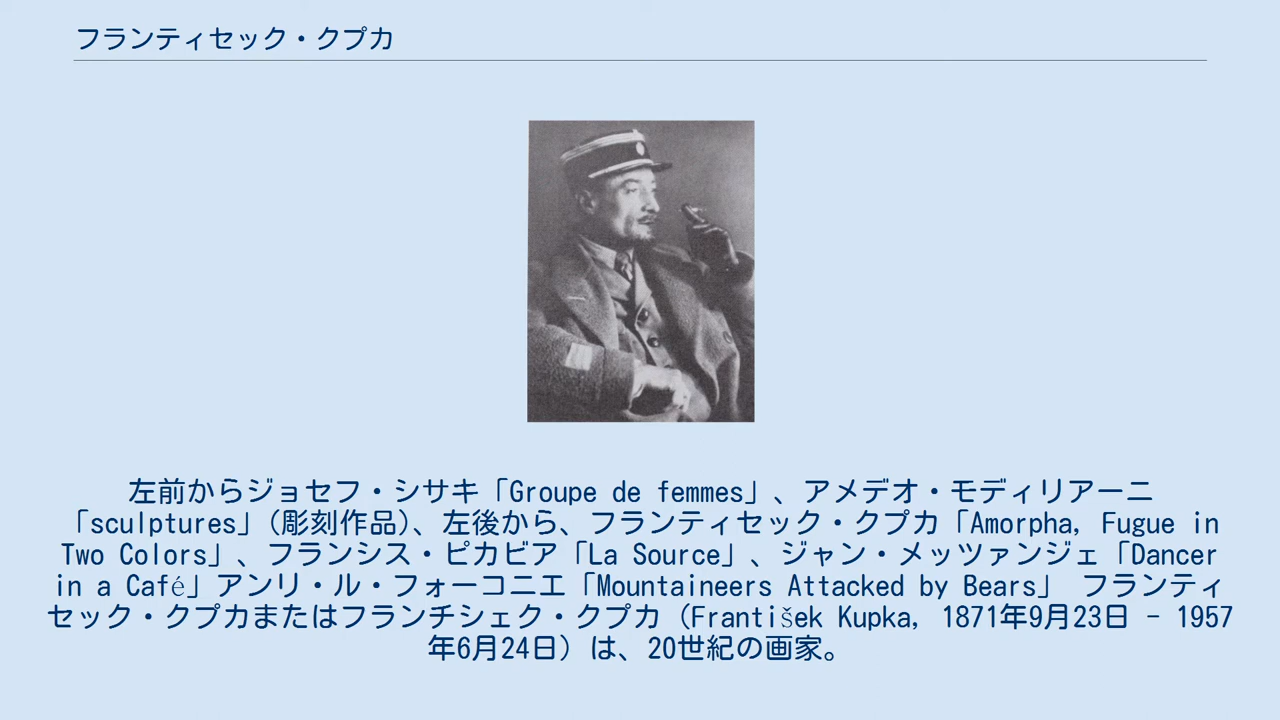 フランティセック・クプカ
左前からジョセフ・シサキ「Groupe de femmes」、アメデオ・モディリアーニ
「sculptures」(彫刻作品)、左後から、フランティセック・クプカ「Amorpha, Fugue in
Two Colors」、フランシス・ピカビア「La Source」、ジャン・メッツァンジェ「Dancer
in a Café」アンリ・ル・フォーコニエ「Mountaineers Attacked by Bears」 フランティ
セック・クプカまたはフランチシェク・クプカ（František Kupka, 1871年9月23日 - 1957
年6月24日）は、20世紀の画家。